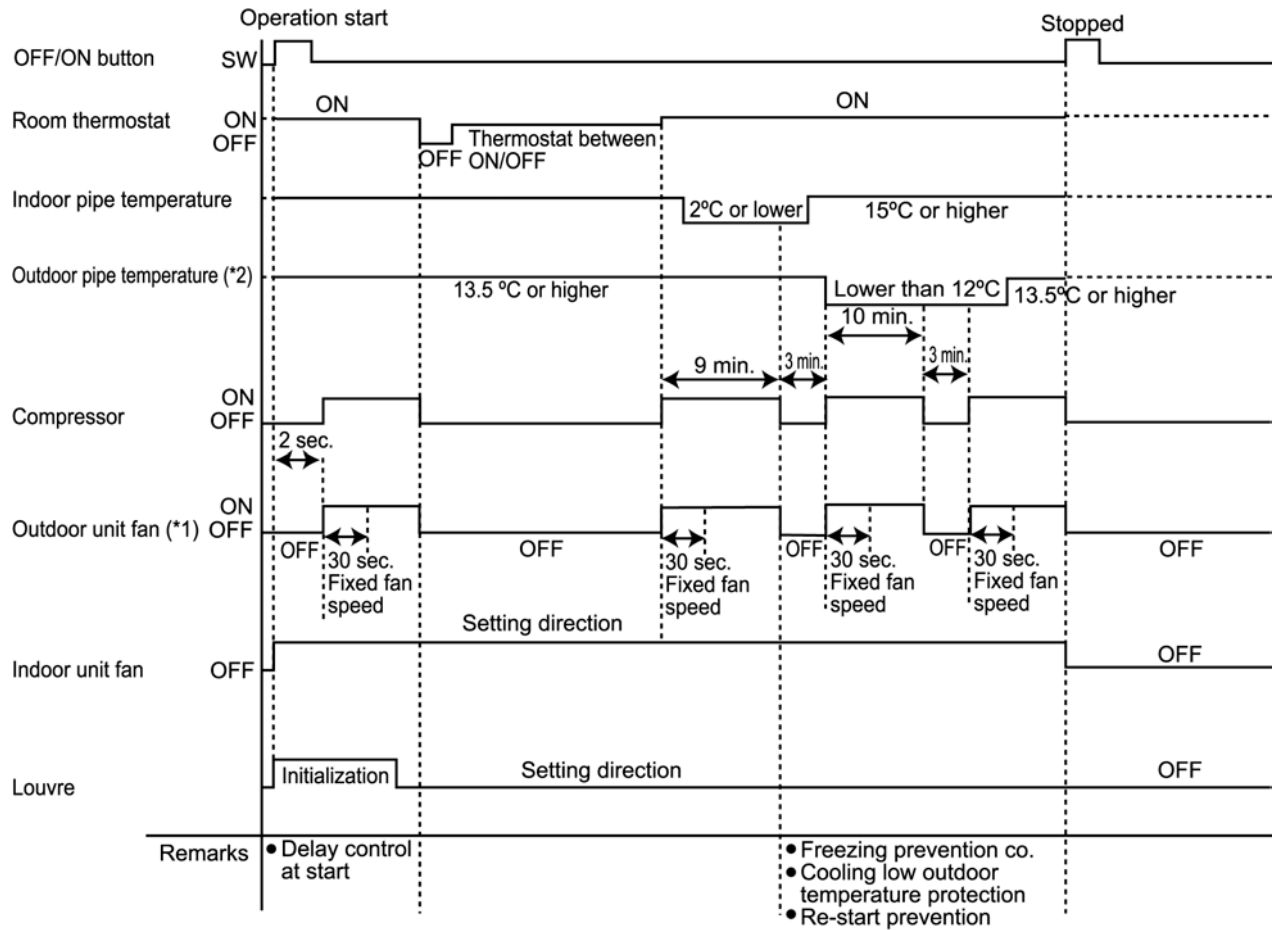 Operation start
Stopped
OFF/ON button SW
ON ON
Room thermostat ON
OFF
OFF
Thermostat between
ON/OFF
Indoor pipe temperature
2ºC or lower 15ºC or higher
Outdoor pipe temperature (*2)
13.5 ºC or higher Lower than 12ºC 13.5ºC or higher
10 min.
9 min. 3 min. 3 min.
ON
Compressor OFF
2 sec.
ON
Outdoor unit fan (*1) OFF
OFF OFF OFF OFF OFF
30 sec. 30 sec. 30 sec. 30 sec.
Fixed fan Fixed fan Fixed fan Fixed fan
speed speed speed speed
Setting direction
Indoor unit fan OFF OFF
Louvre Initialization Setting direction OFF
Remarks
● Delay control
at start
● Freezing prevention co.
● Cooling low outdoor
temperature protection
● Re-start prevention